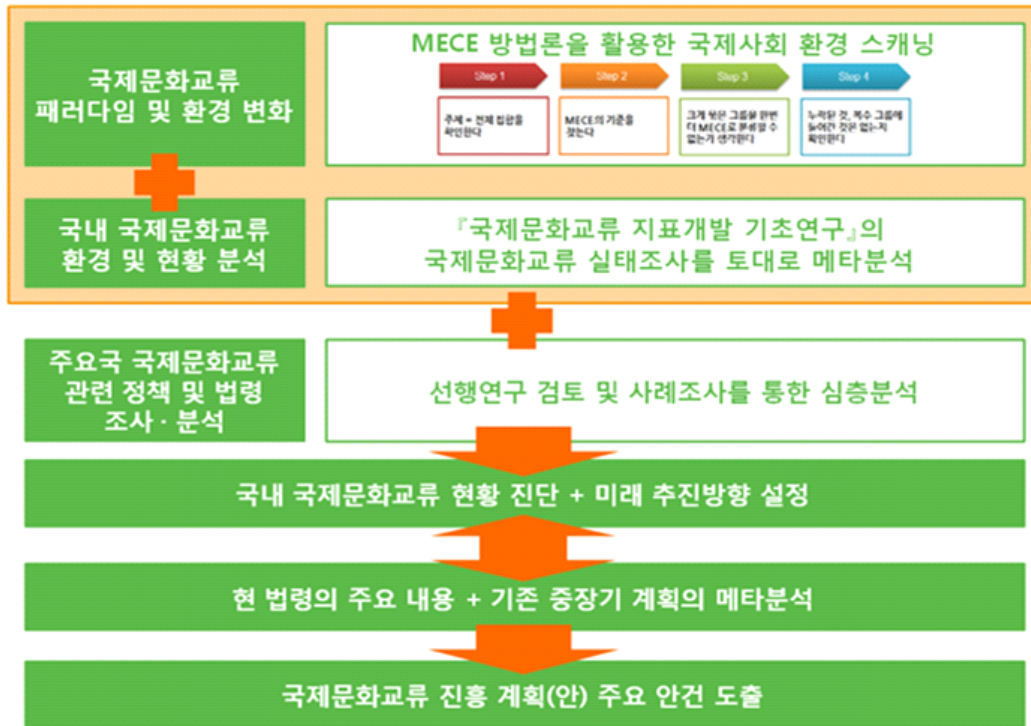 국제문화교류
패러다임 및 환경 변화
MECE 방법론을 활용한 국제사회 환경 스캐닝
Step 1
Step 2
Step 3
Step 4
주제 = 전체 집합을
확인한다
MECE의 기준을
찾는다
크게 묶은 그룹을 한번
더 MECE로 분류할 수
없는가 생각한다
누락된 것, 복수 그룹에
들어간 것은 없는지
확인한다
국내 국제문화교류
환경 및 현황 분석
『국제문화교류 지표개발 기초연구』의
국제문화교류 실태조사를 토대로 메타분석
주요국 국제문화교류
관련 정책 및 법령
조사 · 분석
선행연구 검토 및 사례조사를 통한 심층분석
국내 국제문화교류 현황 진단 + 미래 추진방향 설정
현 법령의 주요 내용 + 기존 중장기 계획의 메타분석
국제문화교류 진흥 계획(안) 주요 안건 도출